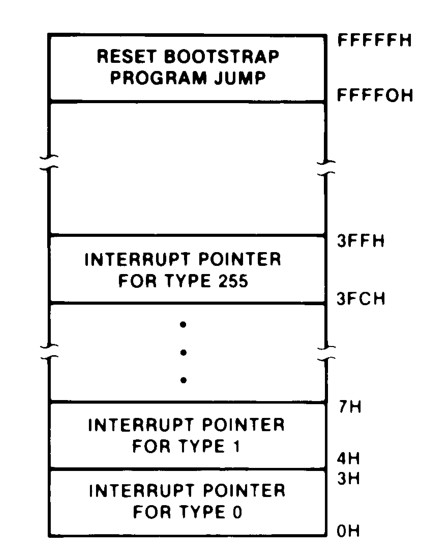 RESET BOOTSTRAP
PROGRAM JUMP
FFFFFH
FFFF0H
3FFH
INTERRUPT POINTER
FOR TYPE 255
3FCH
7H
INTERRUPT POINTER
FOR TYPE 1
4H
3H
INTERRUPT POINTER
FOR TYPE 0
0H